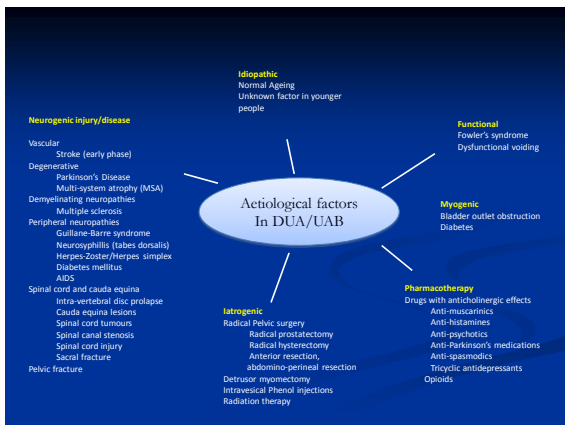 Idiopathic
Normal Ageing
Unknown factor in younger
people
Neurogenic injury/disease
Vascular
Stroke (early phase)
Degenerative
Parkinson's Disease
Multi-system atrophy (MSA)
Demyelinating neuropathies
Multiple sclerosis
Peripheral neuropathies
Guillane-Barre syndrome
Neurosyphillis (tabes dorsalis)
Herpes-Zoster/Herpes simplex
Diabetes mellitus
AIDS
Spinal cord and cauda equina
Intra-vertebral disc prolapse
Cauda equina lesions
Spinal cord tumours
Spinal canal stenosis
Spinal cord injury
Sacral fracture
Pelvic fracture
Aetiological factors
In DUA/UAB
Functional
Fowler's syndrome
Dysfunctional voiding
Myogenic
Bladder outlet obstruction
Diabetes
Iatrogenic
Radical Pelvic surgery
Radical prostatectomy
Radical hysterectomy
Anterior resection,
abdomino-perineal resection
Detrusor myomectomy
Intravesical Phenol injections
Radiation therapy
Pharmacotherapy
Drugs with anticholinergic effects
Anti-muscarinics
Anti-histamines
Anti-psychotics
Anti-Parkinson's medications
Anti-spasmodics
Tricyclic antidepressants
Opioids